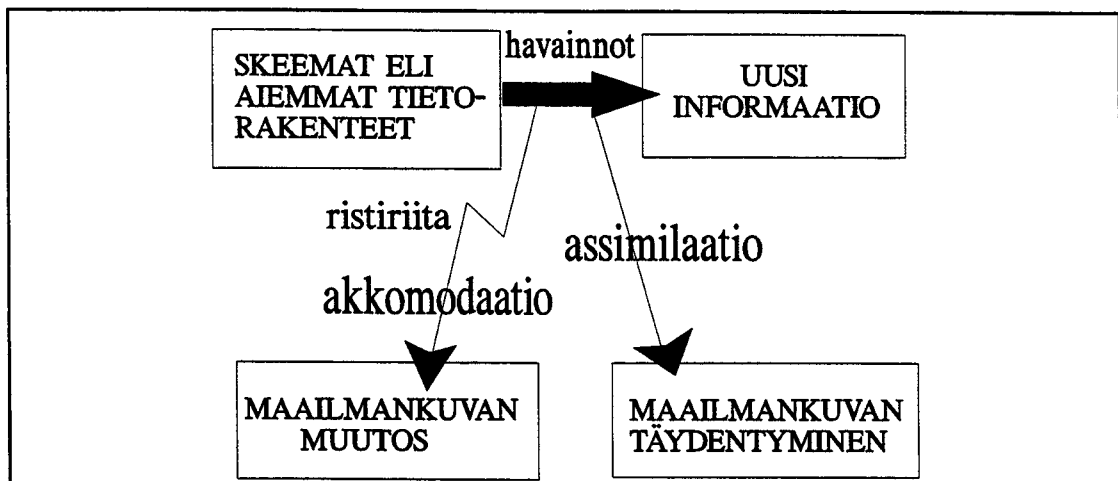 havainnot
SKEEMAT ELI
AIEMMAT TIETO-
RAKENTEET
UUSI
INFORMAATIO
ristiriita
assimilaatio
akkomodaatio
MAAILMANKUVAN
MUUTOS
MAAILMANKUVAN
TÄYDENTYMINEN